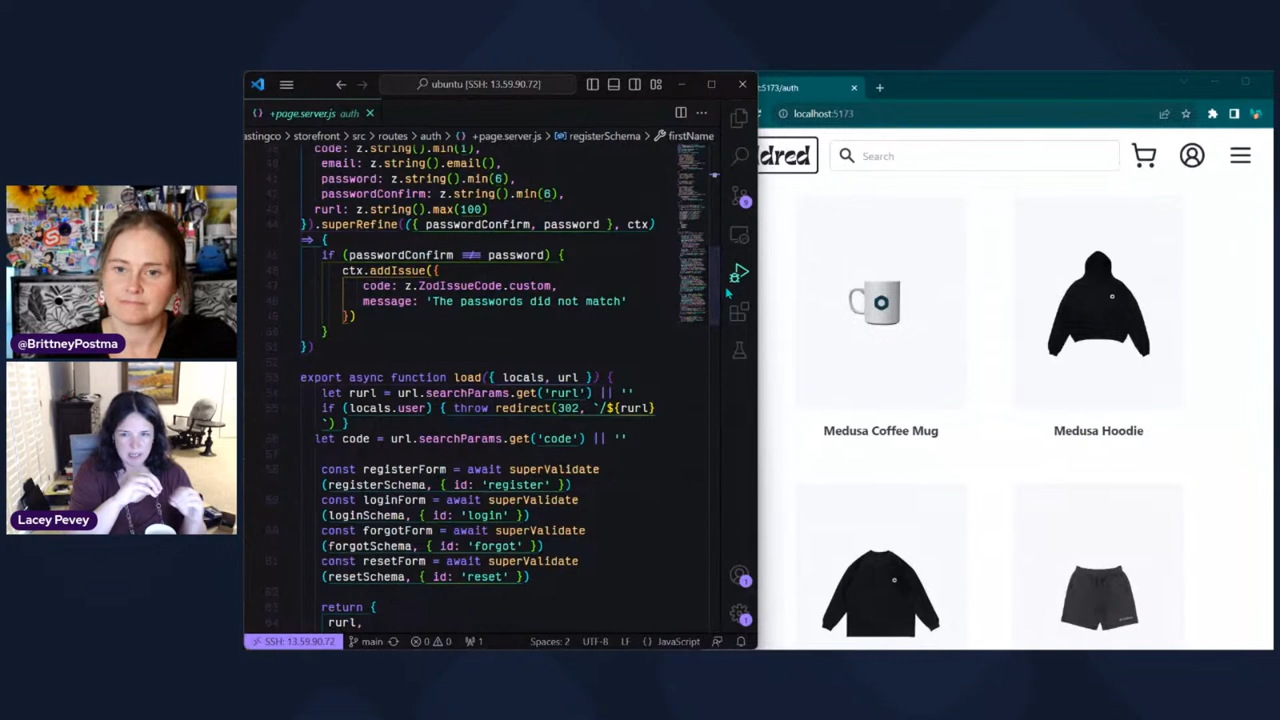 @BrittneyPostma
Lacey Pevey
ubuntu [SSH: 13.59.90.72]
+page.server.js auth
astingco > storefront > src > routes > auth > +page.server.js > registerSchema > firstName
code: z.string().min(1),
email: z.string().email(),
password: z.string().min(6),
passwordConfirm: z.string().min(6),
rurl: z.string().max(100)
}).superRefine(({ passwordConfirm, password }, ctx)
=> {
if (passwordConfirm !== password) {
ctx.addIssue({
code: z.ZodIssueCode.custom,
message: 'The passwords did not match'
})
}
})
export async function load({ locals, url }) {
let rurl = url.searchParams.get('rurl') || ''
if (locals.user) { throw redirect(302, `/${rurl}
`) }
let code = url.searchParams.get('code') || ''
const registerForm = await superValidate
(registerSchema, { id: 'register' })
const loginForm = await superValidate
(loginSchema, { id: 'login' })
const forgotForm = await superValidate
(forgotSchema, { id: 'forgot' })
const resetForm = await superValidate
(resetSchema, { id: 'reset' })
return {
rurl,
SSH: 13.59.90.72 main 0 0 1 Spaces: 2 UTF-8 LF {} JavaScript
:5173/auth
localhost:5173
dred
Search
Medusa Coffee Mug
Medusa Hoodie